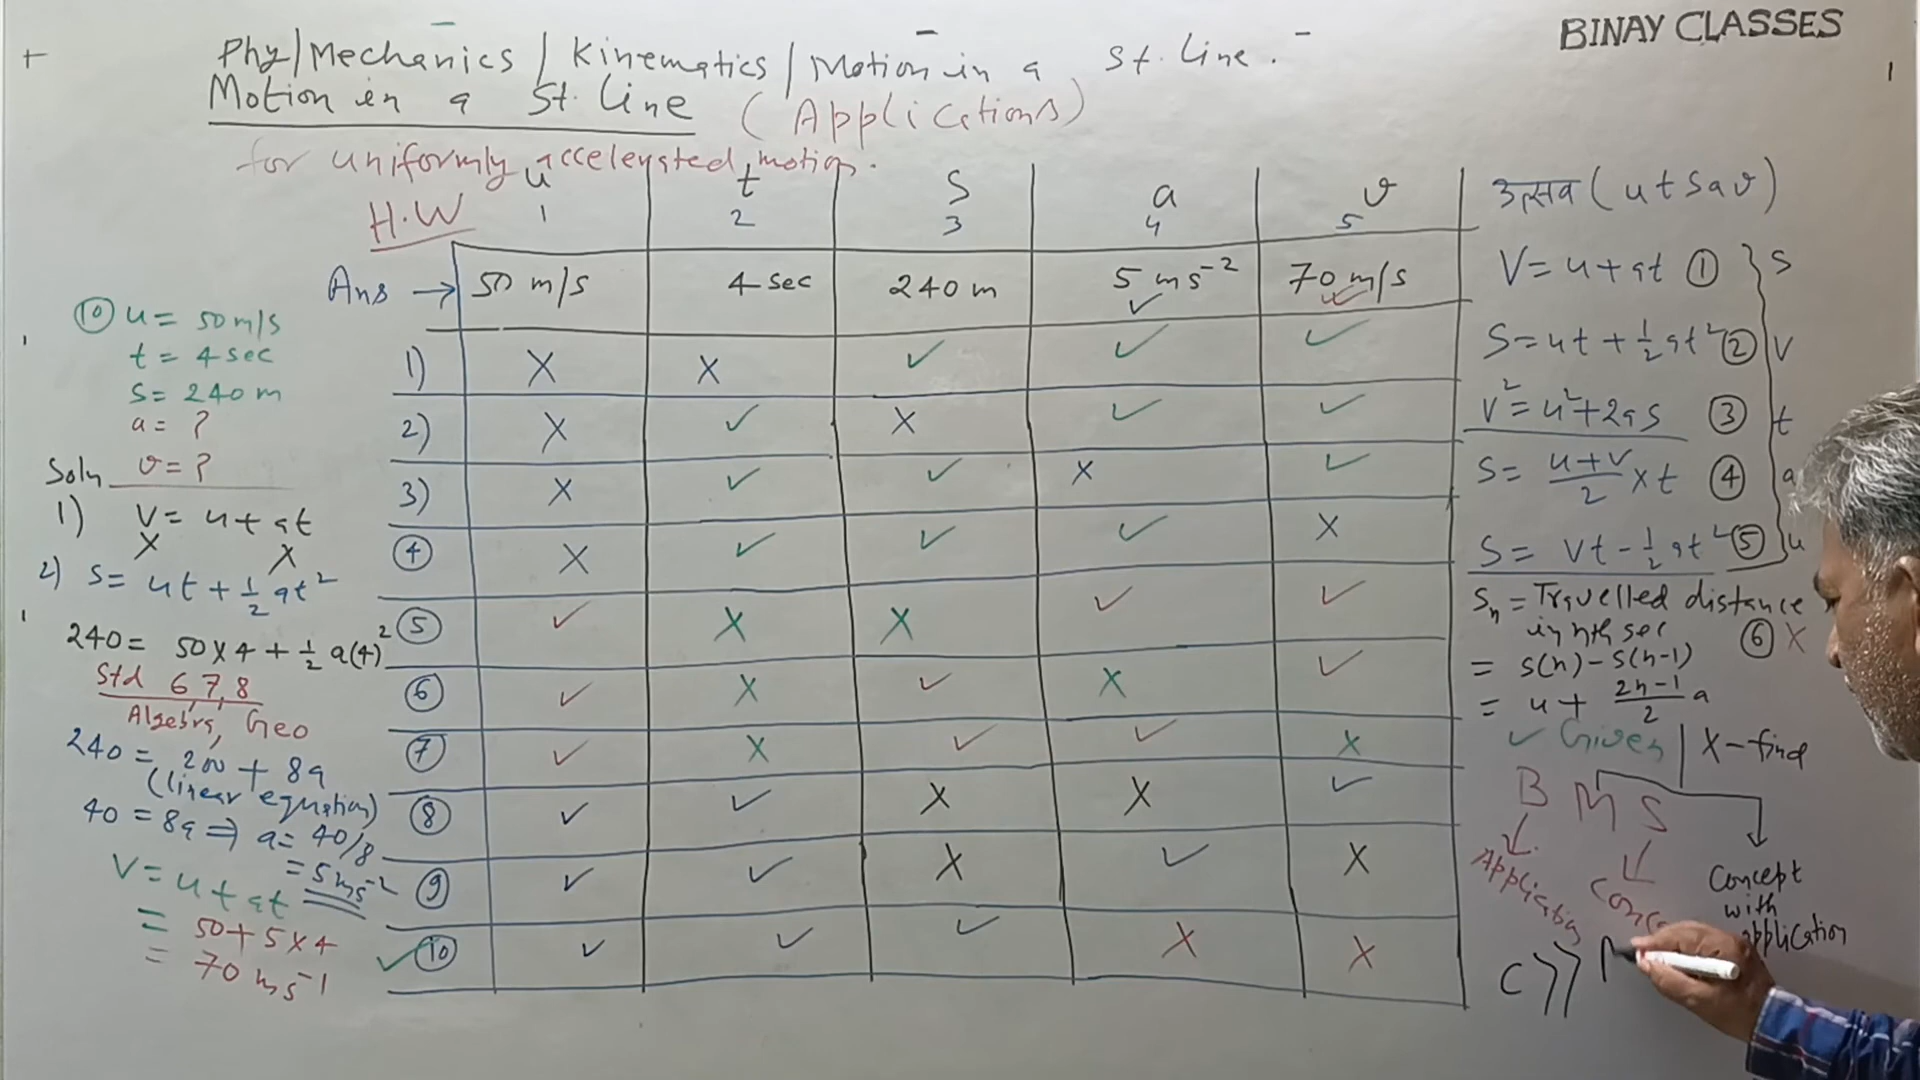 BINAY CLASSES
Phy/Mechanics/Kinematics/Motion in a st. line.
Motion in a St. line (Applications)
for uniformly accelerated motion.
H.W
u t S a v
1 2 3 4 5
Ans → 50 m/s 4 sec 240 m 5 ms⁻² ✓ 70 m/s ✓
1) X X ✓ ✓ ✓
2) X ✓ X ✓ ✓
3) X ✓ ✓ X ✓
④ X ✓ ✓ ✓ X
⑤ ✓ X X ✓ ✓
⑥ ✓ X ✓ X ✓
⑦ ✓ X ✓ ✓ X
⑧ ✓ ✓ X X ✓
⑨ ✓ ✓ X ✓ X
✓ ⑩ ✓ ✓ ✓ X X
⑩ u = 50 m/s
t = 4 sec
s = 240 m
a = ?
v = ?
Soln
1) v = u + at
X X
2) s = ut + 1/2 at²
240 = 50 x 4 + 1/2 a(4)²
Std 6, 7, 8
Algebra, Geo
240 = 200 + 8a
(linear equation)
40 = 8a ⇒ a = 40/8
= 5 ms⁻²
V = u + at
= 50 + 5 x 4
= 70 ms⁻¹
उत्सव (utsav)
V = u + at ① S
S = ut + 1/2 at² ② V
V² = u² + 2as ③ t
S = (u+v)/2 x t ④ a
S = Vt - 1/2 at² ⑤ u
Sn = Travelled distance
in nth sec ⑥ X
= S(n) - S(n-1)
= u + (2n-1)/2 a
✓ Given | X - find
B M S
Application
Concept
with
application
C >>